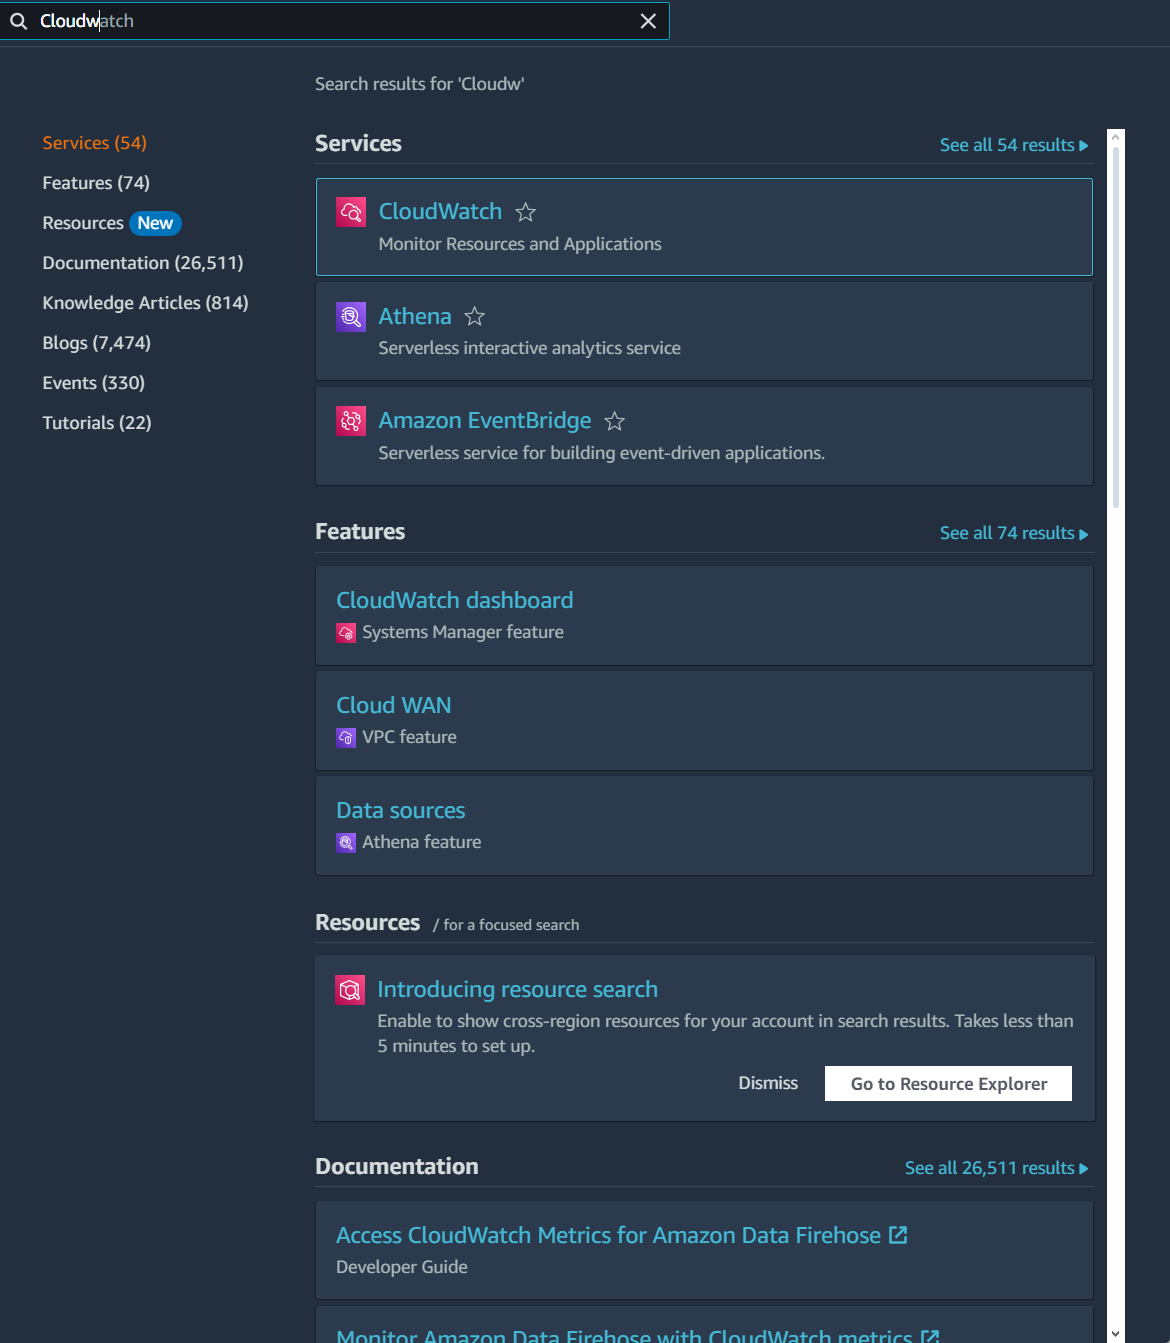 Cloudwatch
Search results for 'Cloudw'
Services (54)
Features (74)
Resources New
Documentation (26,511)
Knowledge Articles (814)
Blogs (7,474)
Events (330)
Tutorials (22)
Services
See all 54 results
CloudWatch
Monitor Resources and Applications
Athena
Serverless interactive analytics service
Amazon EventBridge
Serverless service for building event-driven applications.
Features
See all 74 results
CloudWatch dashboard
Systems Manager feature
Cloud WAN
VPC feature
Data sources
Athena feature
Resources / for a focused search
Introducing resource search
Enable to show cross-region resources for your account in search results. Takes less than
5 minutes to set up.
Dismiss
Go to Resource Explorer
Documentation
See all 26,511 results
Access CloudWatch Metrics for Amazon Data Firehose
Developer Guide
Monitor Amazon Data Firehose with CloudWatch metrics